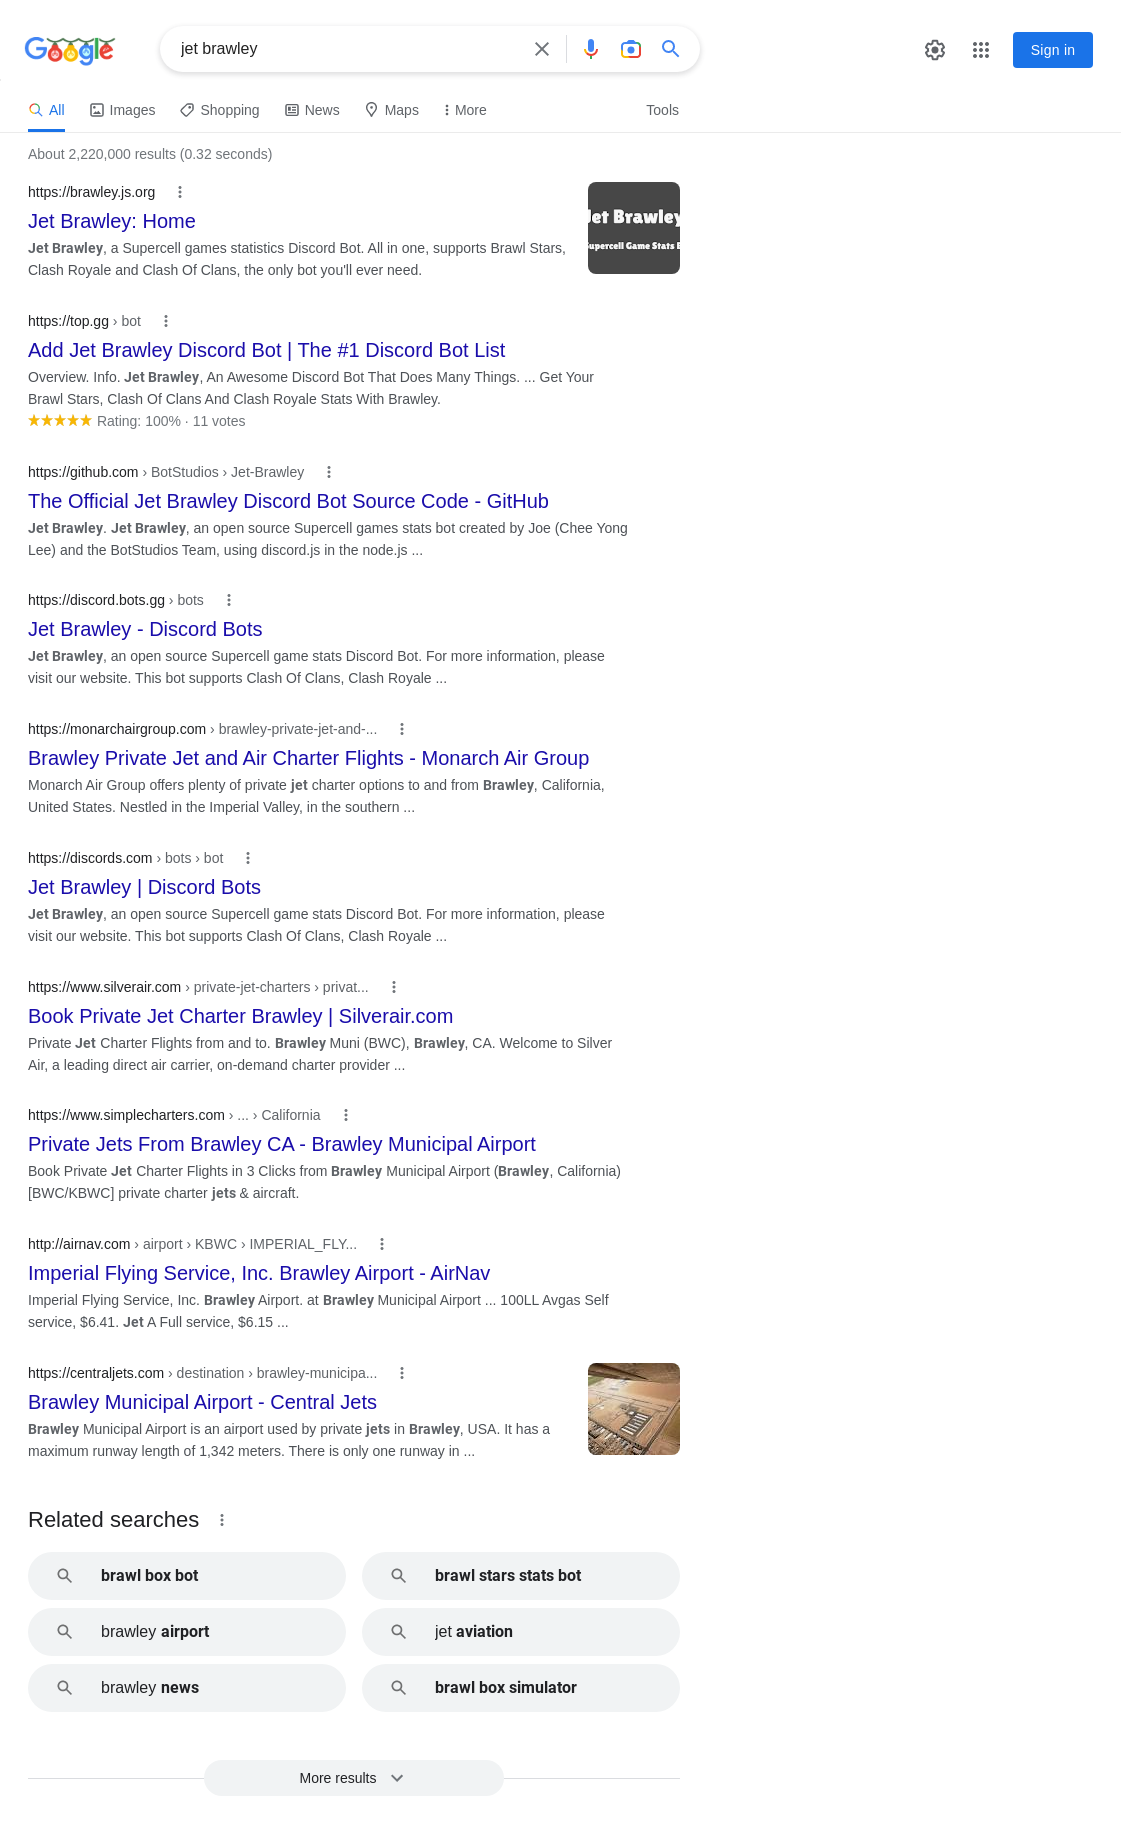 Google
jet brawley
Sign in
All
Images
Shopping
News
Maps
More
Tools
About 2,220,000 results (0.32 seconds)
https://brawley.js.org
Jet Brawley: Home
Jet Brawley, a Supercell games statistics Discord Bot. All in one, supports Brawl Stars,
Clash Royale and Clash Of Clans, the only bot you'll ever need.
Jet Brawley
Supercell Game Stats B
https://top.gg › bot
Add Jet Brawley Discord Bot | The #1 Discord Bot List
Overview. Info. Jet Brawley, An Awesome Discord Bot That Does Many Things. ... Get Your
Brawl Stars, Clash Of Clans And Clash Royale Stats With Brawley.
Rating: 100% · 11 votes
https://github.com › BotStudios › Jet-Brawley
The Official Jet Brawley Discord Bot Source Code - GitHub
Jet Brawley. Jet Brawley, an open source Supercell games stats bot created by Joe (Chee Yong
Lee) and the BotStudios Team, using discord.js in the node.js ...
https://discord.bots.gg › bots
Jet Brawley - Discord Bots
Jet Brawley, an open source Supercell game stats Discord Bot. For more information, please
visit our website. This bot supports Clash Of Clans, Clash Royale ...
https://monarchairgroup.com › brawley-private-jet-and-...
Brawley Private Jet and Air Charter Flights - Monarch Air Group
Monarch Air Group offers plenty of private jet charter options to and from Brawley, California,
United States. Nestled in the Imperial Valley, in the southern ...
https://discords.com › bots › bot
Jet Brawley | Discord Bots
Jet Brawley, an open source Supercell game stats Discord Bot. For more information, please
visit our website. This bot supports Clash Of Clans, Clash Royale ...
https://www.silverair.com › private-jet-charters › privat...
Book Private Jet Charter Brawley | Silverair.com
Private Jet Charter Flights from and to. Brawley Muni (BWC), Brawley, CA. Welcome to Silver
Air, a leading direct air carrier, on-demand charter provider ...
https://www.simplecharters.com › ... › California
Private Jets From Brawley CA - Brawley Municipal Airport
Book Private Jet Charter Flights in 3 Clicks from Brawley Municipal Airport (Brawley, California)
[BWC/KBWC] private charter jets & aircraft.
http://airnav.com › airport › KBWC › IMPERIAL_FLY...
Imperial Flying Service, Inc. Brawley Airport - AirNav
Imperial Flying Service, Inc. Brawley Airport. at Brawley Municipal Airport ... 100LL Avgas Self
service, $6.41. Jet A Full service, $6.15 ...
https://centraljets.com › destination › brawley-municipa...
Brawley Municipal Airport - Central Jets
Brawley Municipal Airport is an airport used by private jets in Brawley, USA. It has a
maximum runway length of 1,342 meters. There is only one runway in ...
Related searches
brawl box bot
brawl stars stats bot
brawley airport
jet aviation
brawley news
brawl box simulator
More results